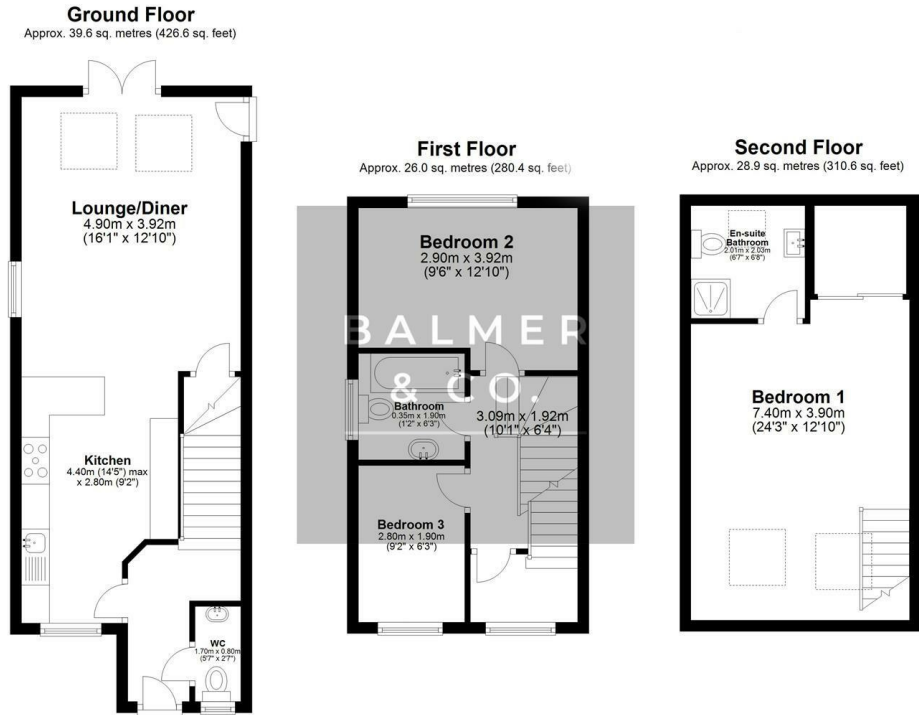 Ground Floor
Approx. 39.6 sq. metres (426.6 sq. feet)
Lounge/Diner
4.90m x 3.92m
(16'1" x 12'10")
Kitchen
4.40m (14'5") max
x 2.80m (9'2")
WC
1.70m x 0.80m
(5'7" x 2'7")
First Floor
Approx. 26.0 sq. metres (280.4 sq. feet)
Bedroom 2
2.90m x 3.92m
(9'6" x 12'10")
BALMER
& CO.
Bathroom
0.35m x 1.90m
(1'2" x 6'3")
3.09m x 1.92m
(10'1" x 6'4")
Bedroom 3
2.80m x 1.90m
(9'2" x 6'3")
Second Floor
Approx. 28.9 sq. metres (310.6 sq. feet)
En-suite
Bathroom
2.01m x 2.03m
(6'7" x 6'8")
Bedroom 1
7.40m x 3.90m
(24'3" x 12'10")